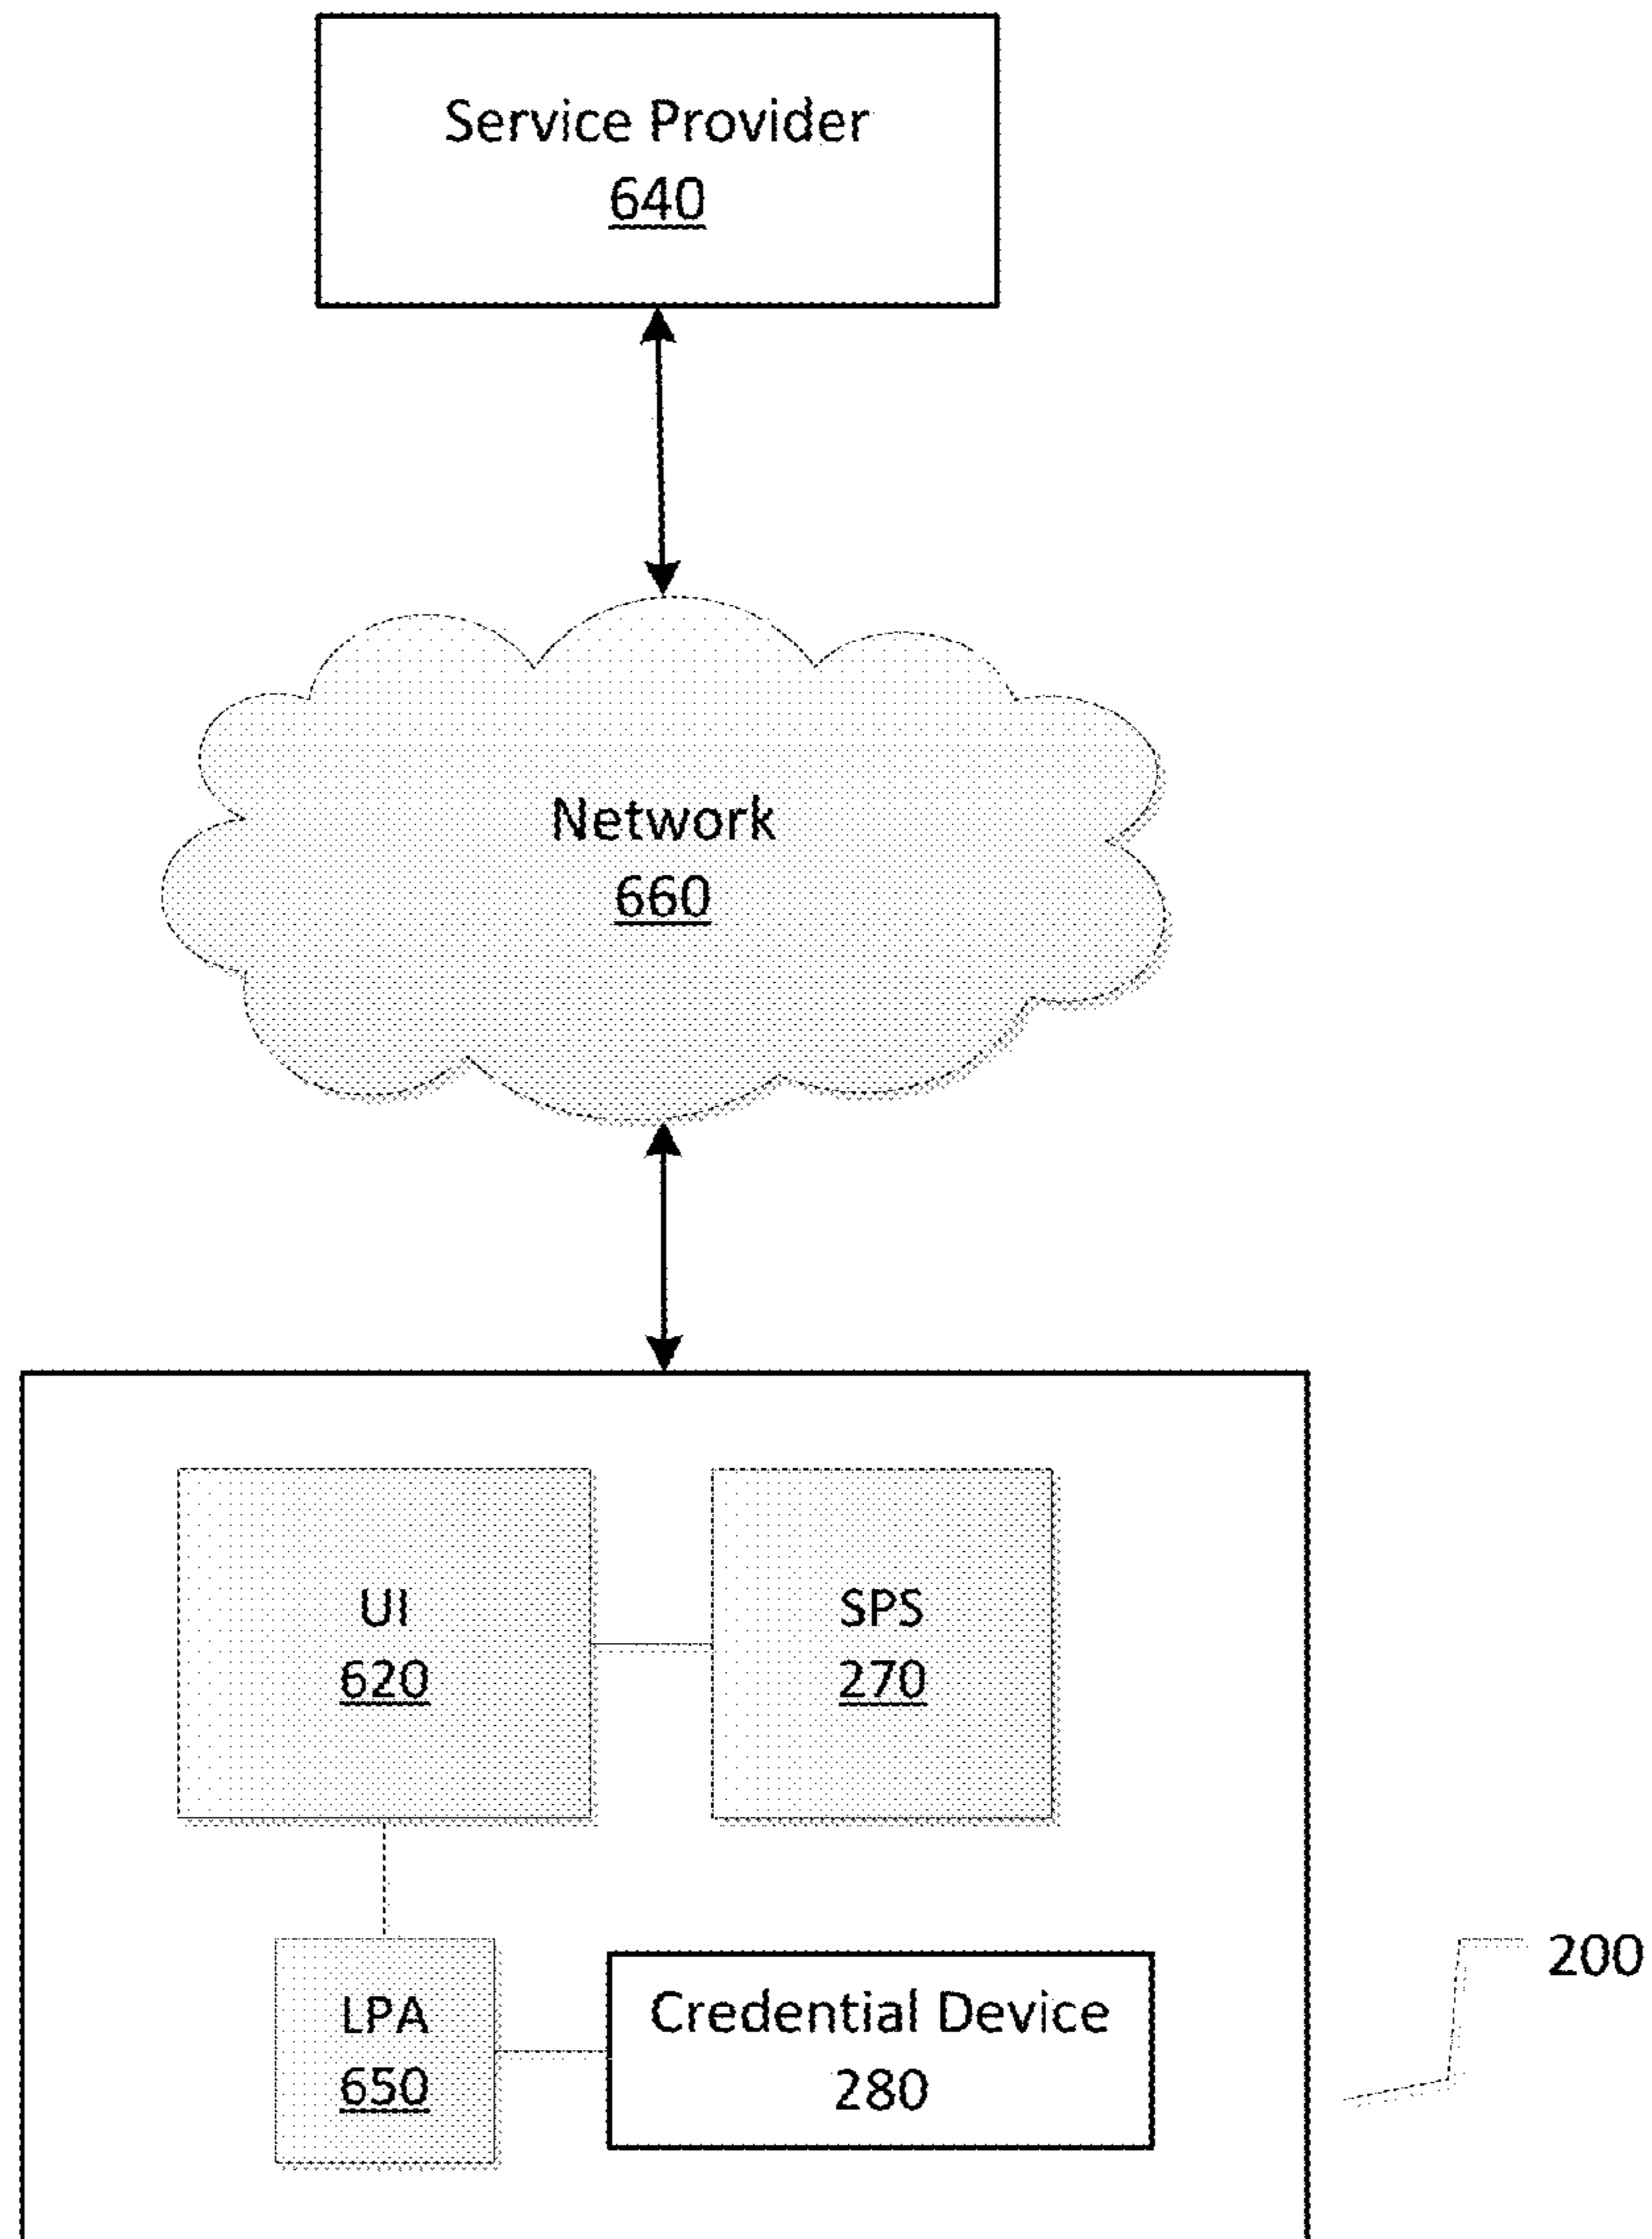 Service Provider
640
Network
660
UI
620
SPS
270
LPA
650
Credential Device
280
200